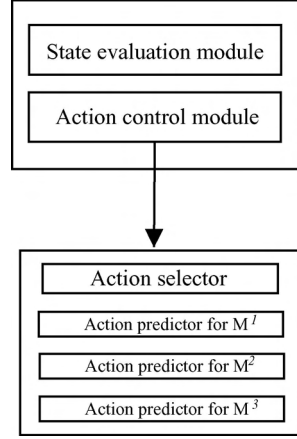 State evaluation module
Action control module
Action selector
Action predictor for M¹
Action predictor for M²
Action predictor for M³